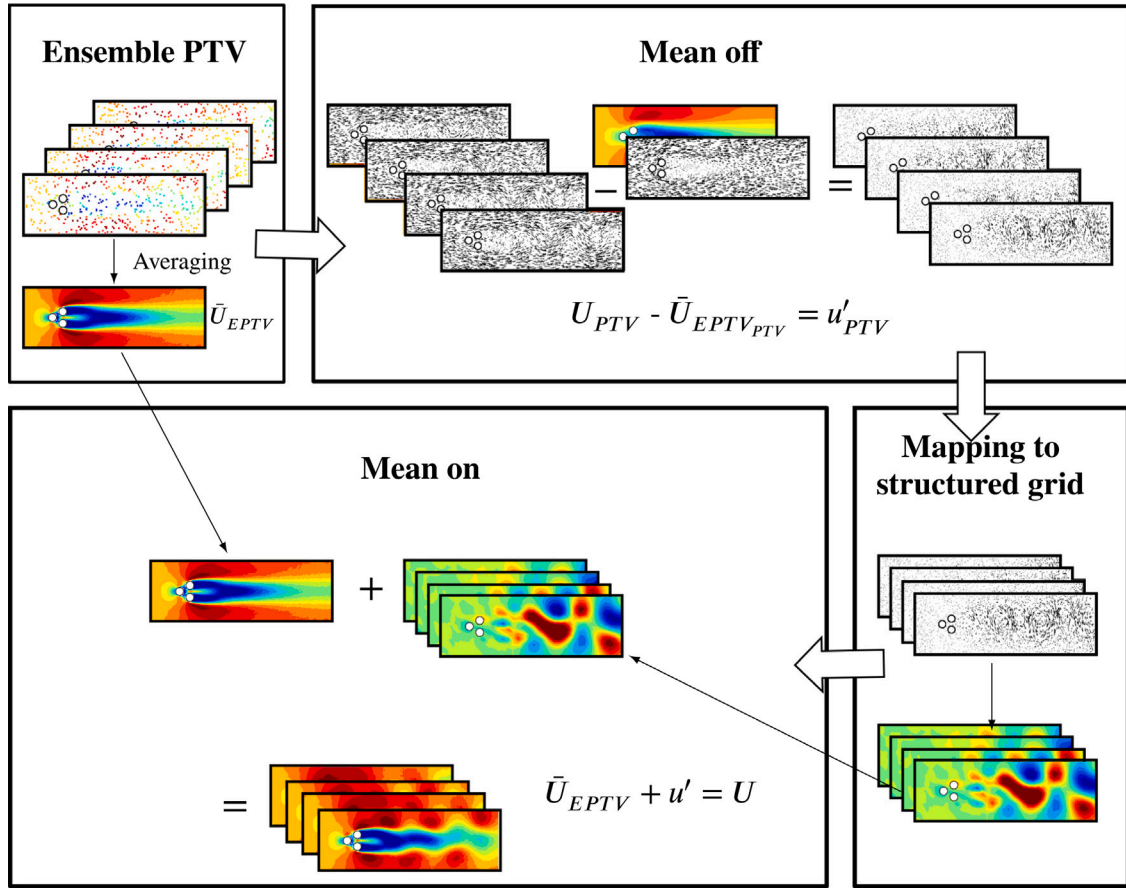 Ensemble PTV
Averaging
Ū_EPTV
Mean off
− =
U_PTV - Ū_EPTV_PTV = u′_PTV
Mapping to
structured grid
Mean on
+
=
Ū_EPTV + u′ = U